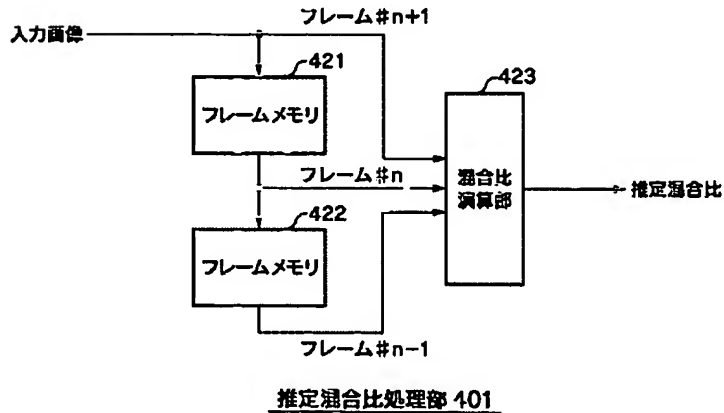 フレーム#n+1
入力画像
421
フレームメモリ
423
フレーム#n
混合比
演算部
推定混合比
422
フレームメモリ
フレーム#n-1
推定混合比処理部 401